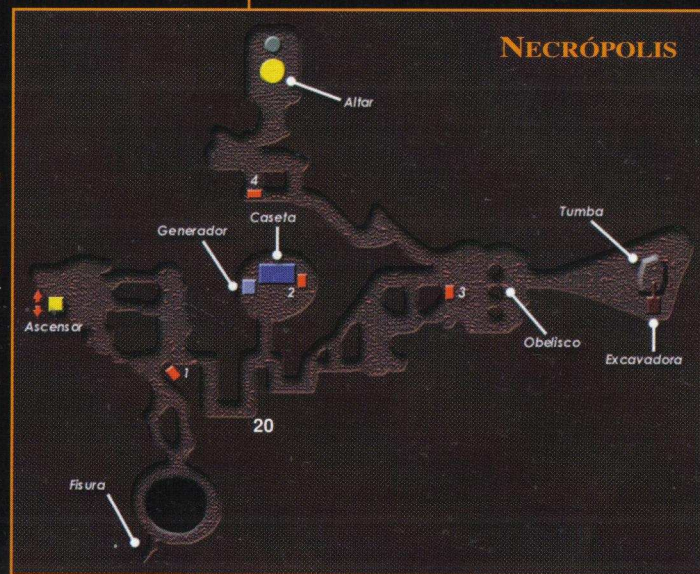 NECRÓPOLIS
Altar
4
Caseta
Tumba
Generador
2
3
Ascensor
Obelisco
Excavadora
1
20
Fisura